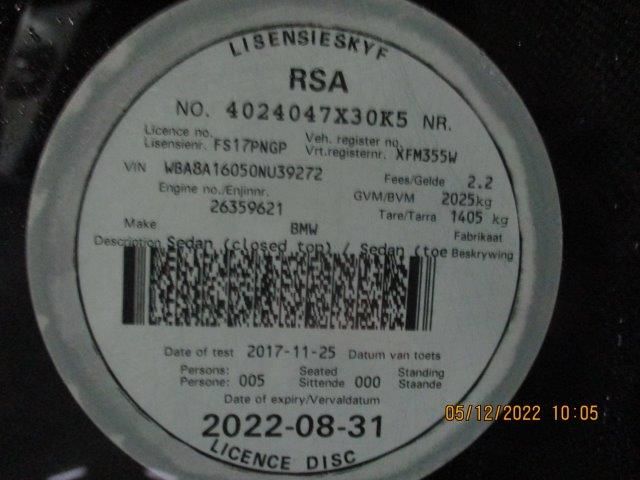 LISENSIESKYF
RSA
NO. 4024047X30K5 NR.
Licence no. Veh. register no.
Lisensienr. FS17PNGP Vrt.registernr. XFM355W
VIN WBA8A16050NU39272 Fees/Gelde 2.2
Engine no./Enjinnr. GVM/BVM 2025kg
26359621 Tare/Tarra 1405 kg
Make BMW Fabrikaat
Description Sedan (closed top) / Sedan (toe Beskrywing
Date of test 2017-11-25 Datum van toets
Persons: Seated Standing
Persone: 005 Sittende 000 Staande
Date of expiry/Vervaldatum
2022-08-31
LICENCE DISC
05/12/2022 10:05